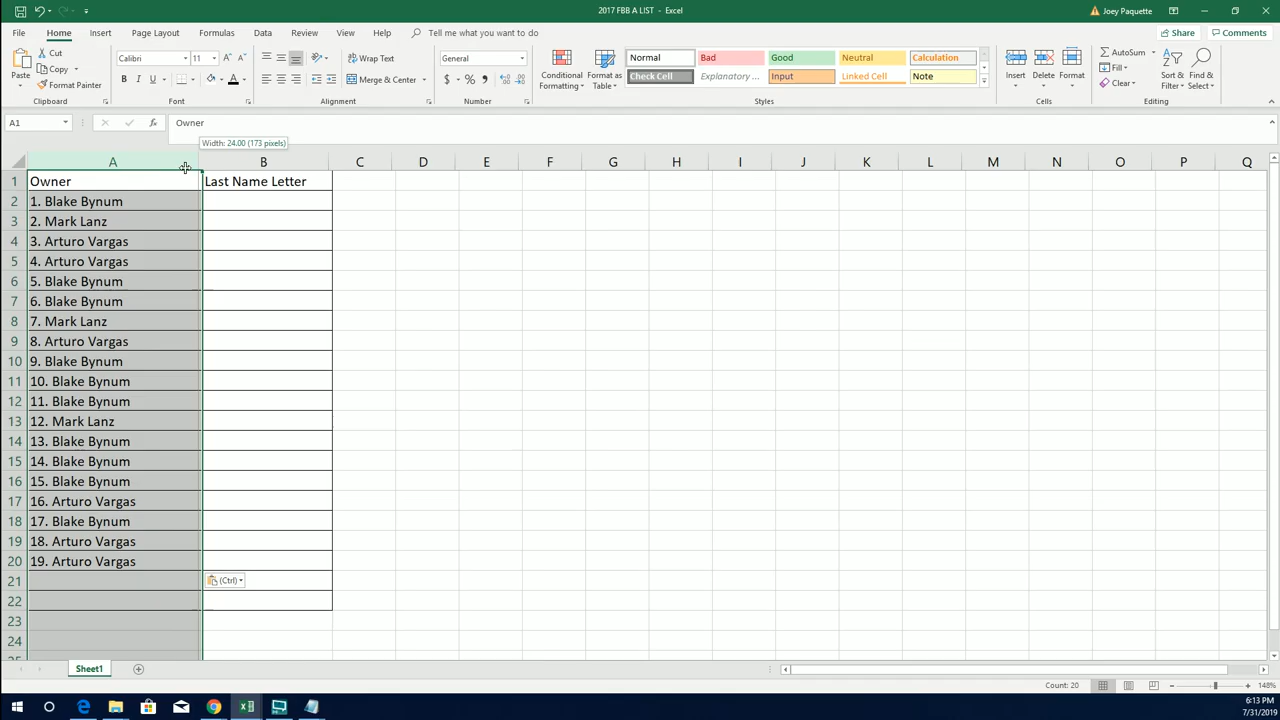 2017 FBB A LIST - Excel
Joey Paquette
File Home Insert Page Layout Formulas Data Review View Help Tell me what you want to do
Share Comments
Paste
Cut
Copy
Format Painter
Clipboard
Calibri 11
B I U A
Font
Wrap Text
Merge & Center
Alignment
General
$ % ,
Number
Conditional Formatting
Format as Table
Normal Bad Good Neutral Calculation
Check Cell Explanatory ... Input Linked Cell Note
Styles
Insert Delete Format
Cells
AutoSum
Fill
Clear
Sort & Filter
Find & Select
Editing
A1 fx Owner
Width: 24.00 (173 pixels)
A B C D E F G H I J K L M N O P Q
1 Owner Last Name Letter
2 1. Blake Bynum
3 2. Mark Lanz
4 3. Arturo Vargas
5 4. Arturo Vargas
6 5. Blake Bynum
7 6. Blake Bynum
8 7. Mark Lanz
9 8. Arturo Vargas
10 9. Blake Bynum
11 10. Blake Bynum
12 11. Blake Bynum
13 12. Mark Lanz
14 13. Blake Bynum
15 14. Blake Bynum
16 15. Blake Bynum
17 16. Arturo Vargas
18 17. Blake Bynum
19 18. Arturo Vargas
20 19. Arturo Vargas
21 (Ctrl)
22
23
24
25
Sheet1
Count: 20 148%
6:13 PM
7/31/2019